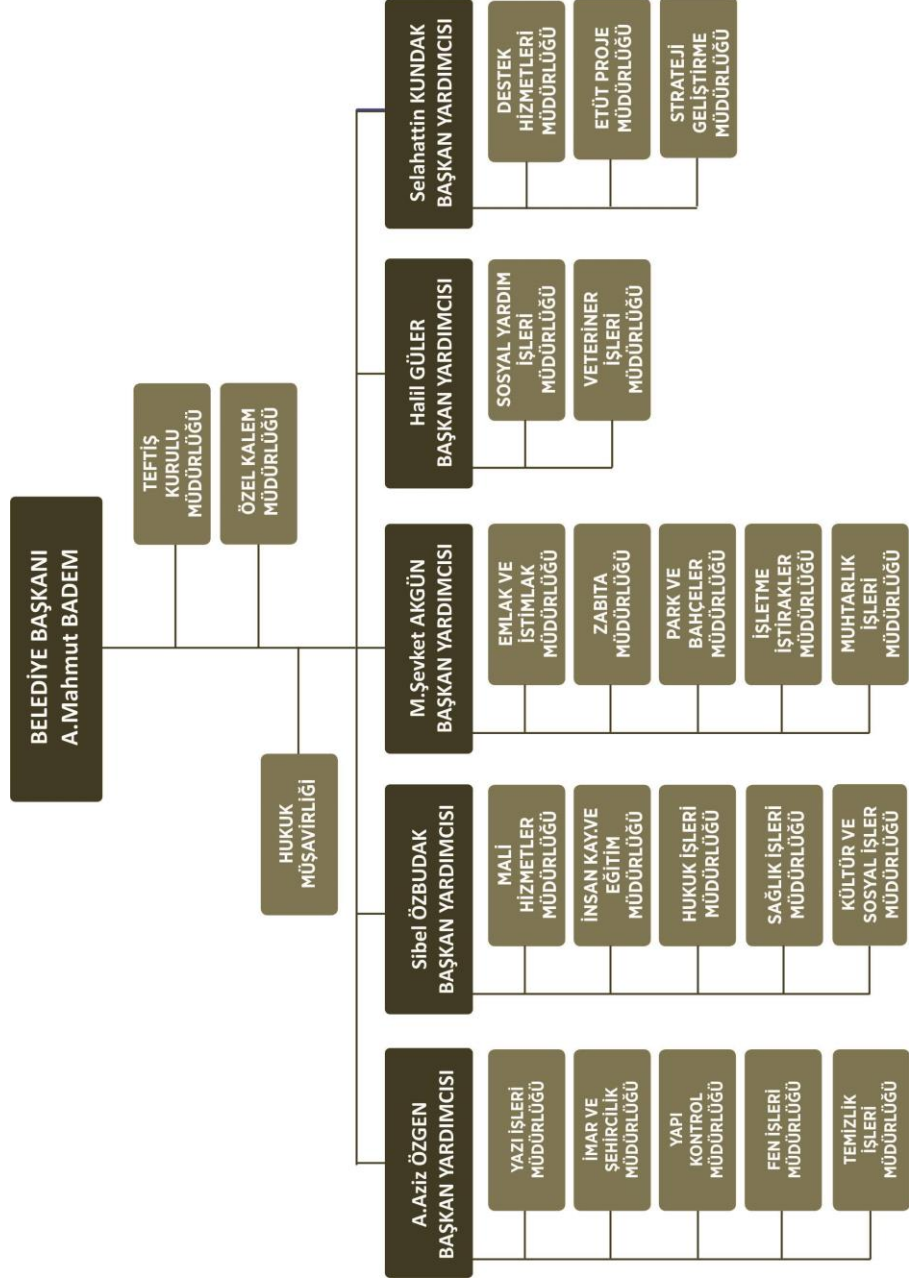 BELEDİYE BAŞKANI
A.Mahmut BADEM
TEFTİŞ
KURULU
MÜDÜRLÜĞÜ
ÖZEL KALEM
MÜDÜRLÜĞÜ
HUKUK
MÜŞAVİRLİĞİ
A.Aziz ÖZGEN
BAŞKAN YARDIMCISI
YAZI İŞLERİ
MÜDÜRLÜĞÜ
İMAR VE
ŞEHİRCİLİK
MÜDÜRLÜĞÜ
YAPI
KONTROL
MÜDÜRLÜĞÜ
FEN İŞLERİ
MÜDÜRLÜĞÜ
TEMİZLİK
İŞLERİ
MÜDÜRLÜĞÜ
Sibel ÖZBUDAK
BAŞKAN YARDIMCISI
MALİ
HİZMETLER
MÜDÜRLÜĞÜ
İNSAN KAY.VE
EĞİTİM
MÜDÜRLÜĞÜ
HUKUK İŞLERİ
MÜDÜRLÜĞÜ
SAĞLIK İŞLERİ
MÜDÜRLÜĞÜ
KÜLTÜR VE
SOSYAL İŞLER
MÜDÜRLÜĞÜ
M.Şevket AKGÜN
BAŞKAN YARDIMCISI
EMLAK VE
İSTİMLAK
MÜDÜRLÜĞÜ
ZABITA
MÜDÜRLÜĞÜ
PARK VE
BAHÇELER
MÜDÜRLÜĞÜ
İŞLETME
İŞTİRAKLER
MÜDÜRLÜĞÜ
MUHTARLIK
İŞLERİ
MÜDÜRLÜĞÜ
Halil GÜLER
BAŞKAN YARDIMCISI
SOSYAL YARDIM
İŞLERİ
MÜDÜRLÜĞÜ
VETERİNER
İŞLERİ
MÜDÜRLÜĞÜ
Selahattin KUNDAK
BAŞKAN YARDIMCISI
DESTEK
HİZMETLERİ
MÜDÜRLÜĞÜ
ETÜT PROJE
MÜDÜRLÜĞÜ
STRATEJİ
GELİŞTİRME
MÜDÜRLÜĞÜ